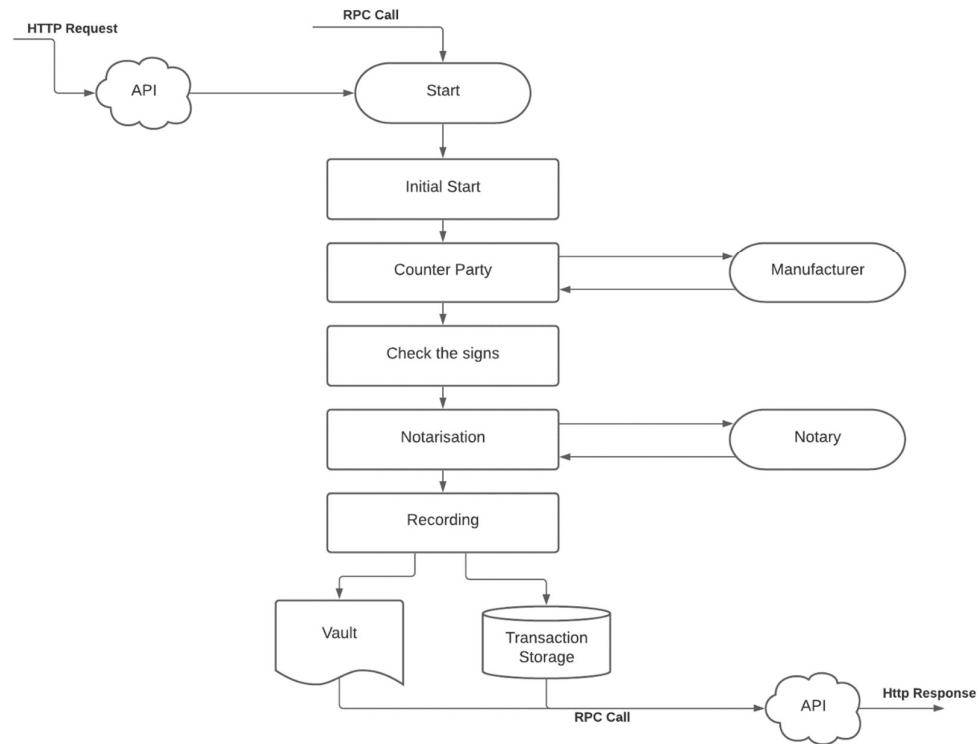 RPC Call
HTTP Request
API
Start
Initial Start
Counter Party
Manufacturer
Check the signs
Notarisation
Notary
Recording
Vault
Transaction
Storage
API
Http Response
RPC Call